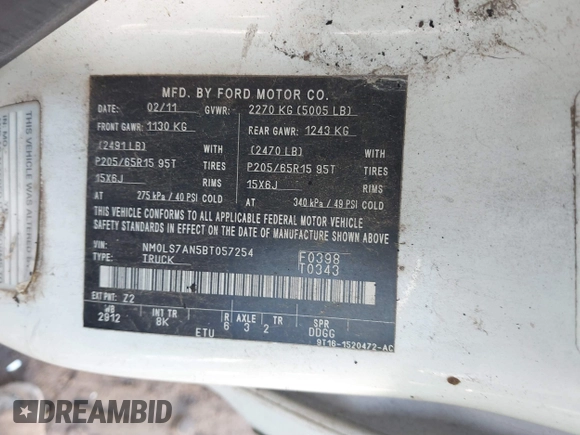 MFD. BY FORD MOTOR CO.
DATE: 02/11 GVWR: 2270 KG (5005 LB)
FRONT GAWR: 1130 KG REAR GAWR: 1243 KG
(2491 LB) WITH (2470 LB) WITH
P205/65R15 95T TIRES P205/65R15 95T TIRES
15X6J RIMS 15X6J RIMS
AT 275 kPa / 40 PSI COLD AT 340 kPa / 49 PSI COLD
THIS VEHICLE CONFORMS TO ALL APPLICABLE FEDERAL MOTOR VEHICLE
SAFETY STANDARDS IN EFFECT ON THE DATE OF MANUFACTURE SHOWN ABOVE.
VIN: NM0LS7AN5BT057254 F0398
TYPE: TRUCK T0343
EXT PNT: Z2
WB INT TR R AXLE TR SPR
2912 8K 6 3 2 DDGG
ETU
9T16-1520472-AC
THIS VEHICLE WAS ALTERED
DREAMBID